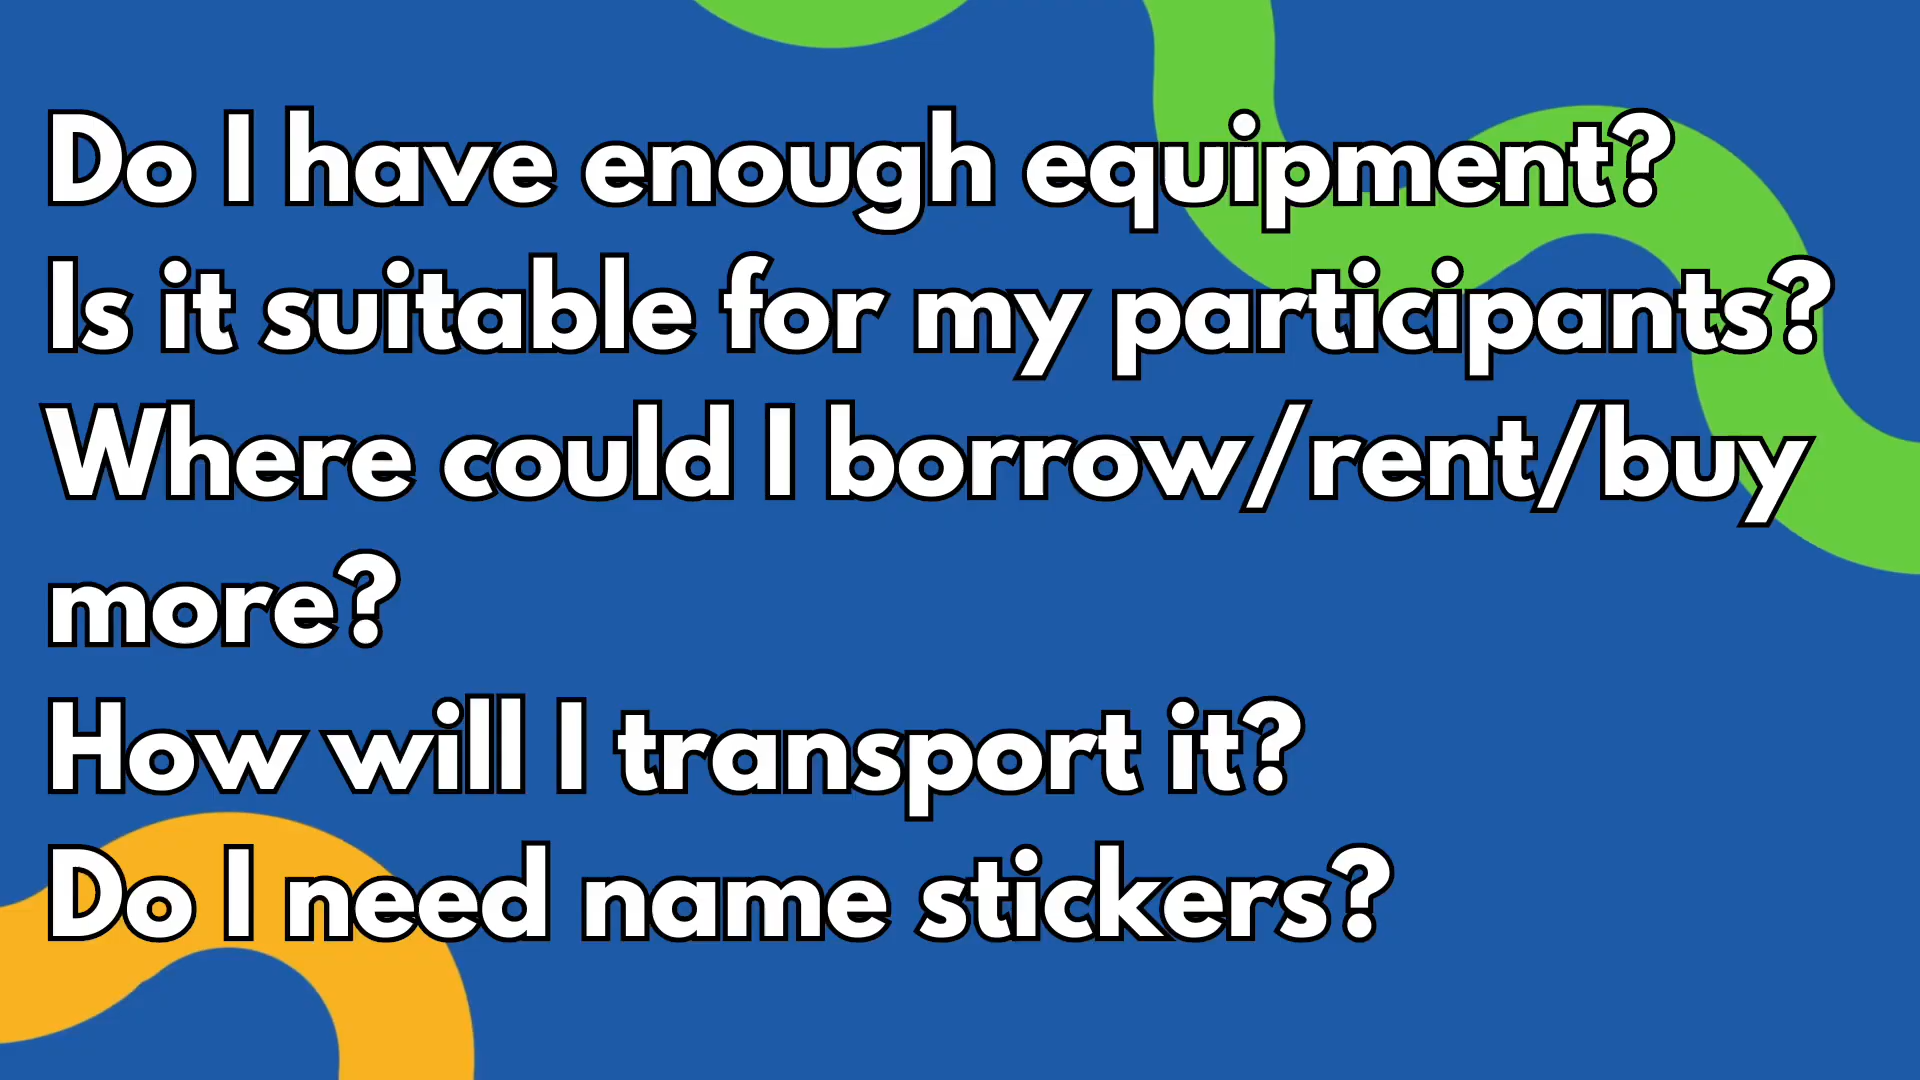 Do I have enough equipment?
Is it suitable for my participants?
Where could I borrow/rent/buy
more?
How will I transport it?
Do I need name stickers?